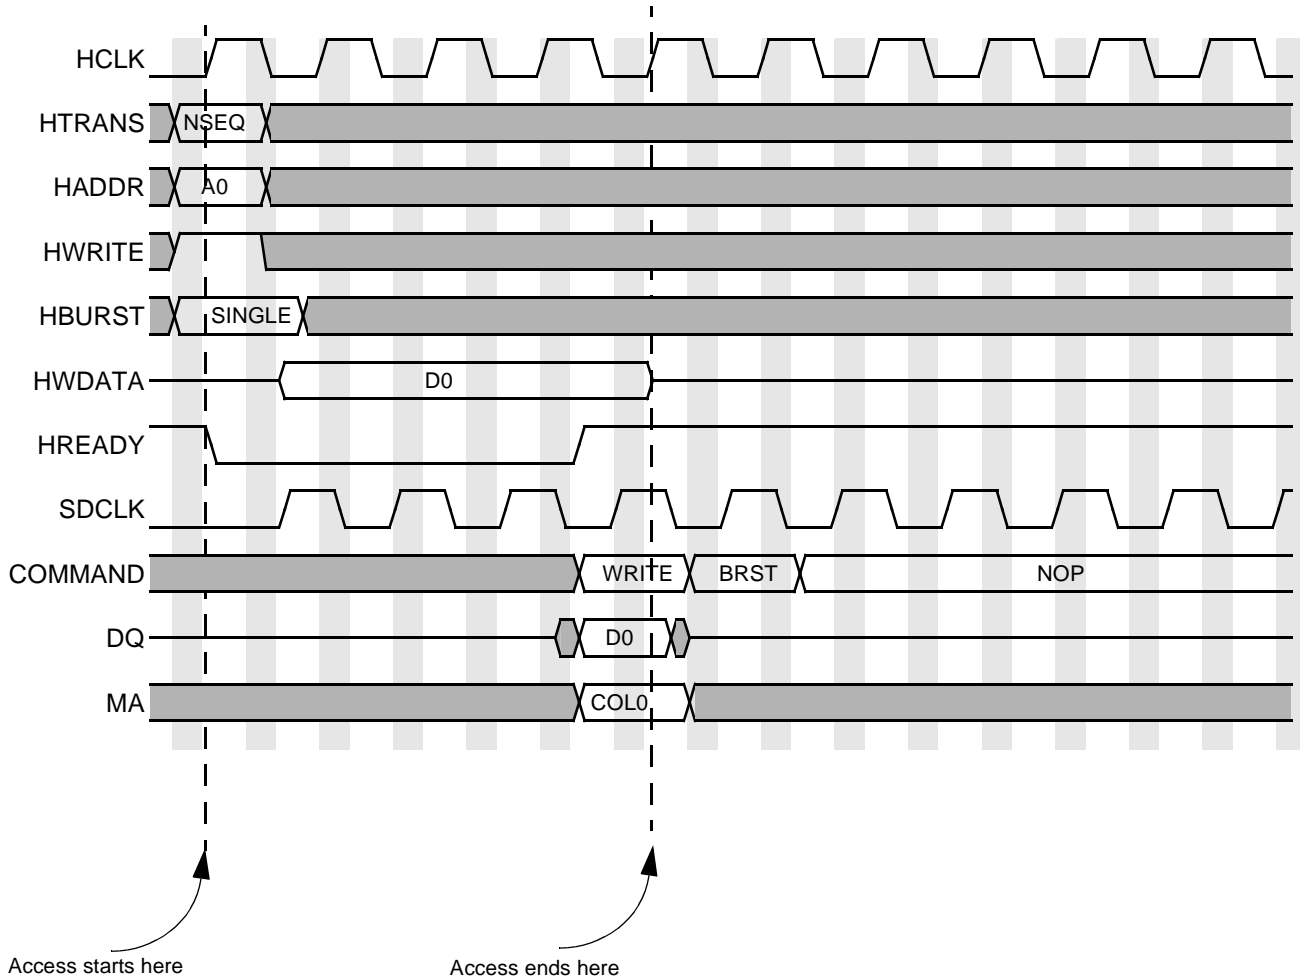 HCLK
HTRANS NSEQ
HADDR A0
HWRITE
HBURST SINGLE
HWDATA D0
HREADY
SDCLK
COMMAND WRITE BRST NOP
DQ D0
MA COL0
Access starts here Access ends here